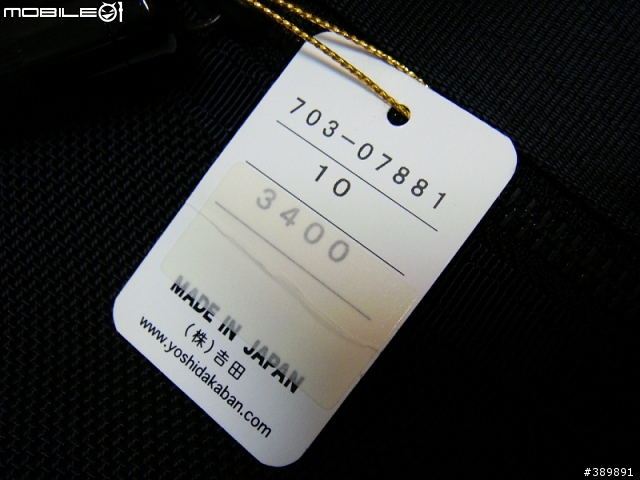 MOBILE01
703-07881
10
3400
MADE IN JAPAN
(株)吉田
www.yoshidakaban.com
#389891